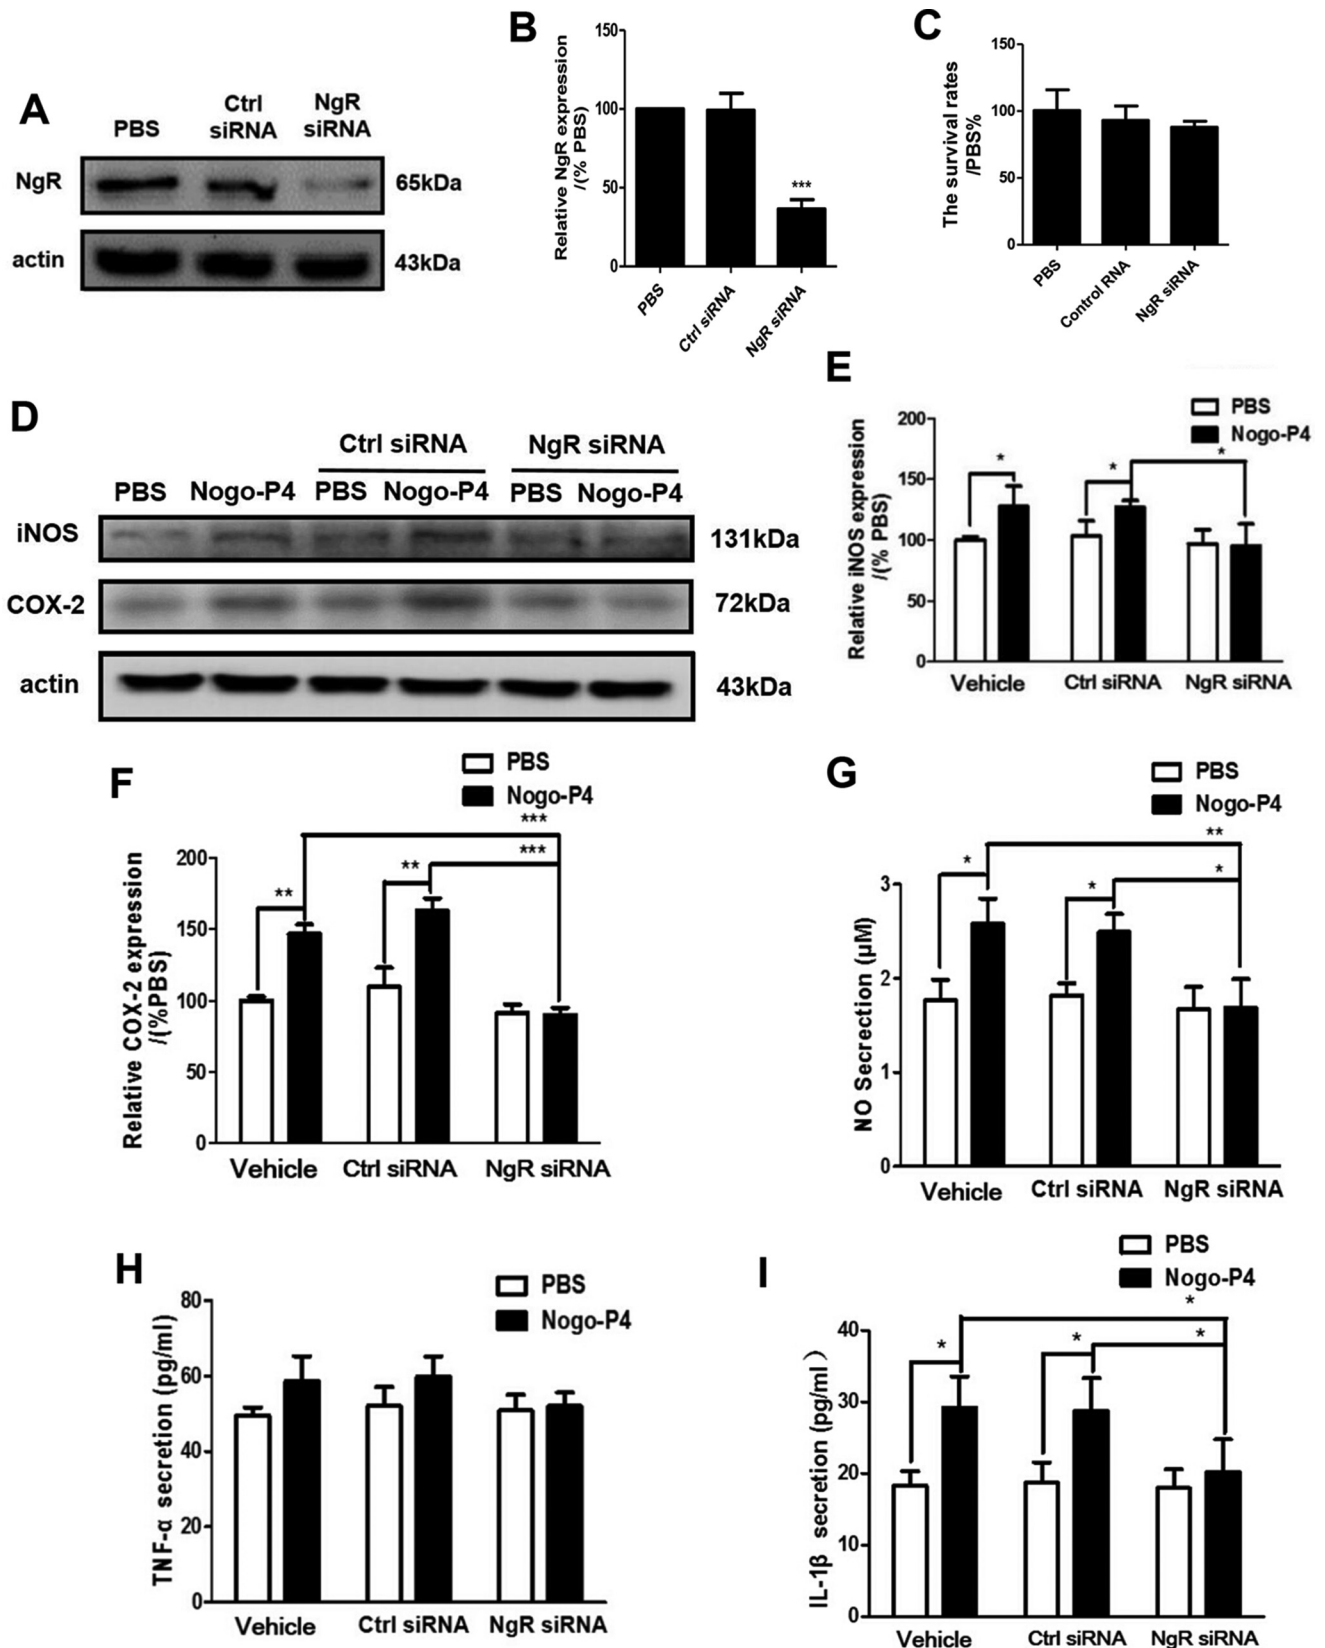 A
PBS
Ctrl
siRNA
NgR
siRNA
NgR
65kDa
actin
43kDa
B
Relative NgR expression
/(% PBS)
150
100
50
0
***
PBS
Ctrl siRNA
NgR siRNA
C
The survival rates
/PBS%
150
100
50
0
PBS
Control RNA
NgR siRNA
D
Ctrl siRNA
NgR siRNA
PBS
Nogo-P4
PBS
Nogo-P4
PBS
Nogo-P4
iNOS
131kDa
COX-2
72kDa
actin
43kDa
E
PBS
Nogo-P4
Relative iNOS expression
/(% PBS)
200
150
100
50
0
*
*
*
Vehicle
Ctrl siRNA
NgR siRNA
F
PBS
Nogo-P4
Relative COX-2 expression
/(%PBS)
200
150
100
50
0
**
**
***
***
Vehicle
Ctrl siRNA
NgR siRNA
G
PBS
Nogo-P4
NO Secrection (μM)
3
2
1
0
*
*
**
*
Vehicle
Ctrl siRNA
NgR siRNA
H
PBS
Nogo-P4
TNF-α secretion (pg/ml)
80
60
40
20
0
Vehicle
Ctrl siRNA
NgR siRNA
I
PBS
Nogo-P4
IL-1β secretion (pg/ml）
40
30
20
10
0
*
*
*
*
Vehicle
Ctrl siRNA
NgR siRNA